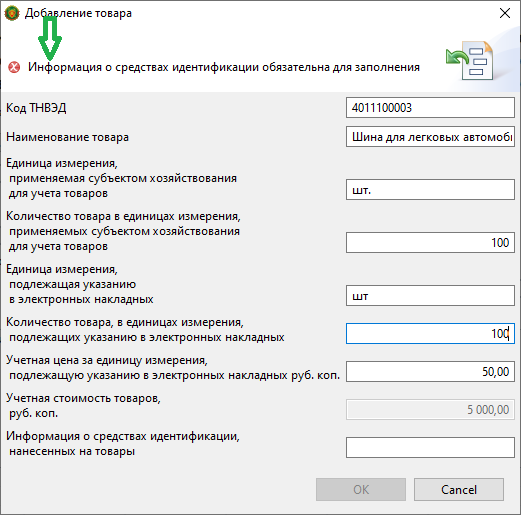 Добавление товара
Информация о средствах идентификации обязательна для заполнения
Код ТНВЭД
4011100003
Наименование товара
Шина для легковых автомоби
Единица измерения,
применяемая субъектом хозяйствования
для учета товаров
шт.
Количество товара в единицах измерения,
применяемых субъектом хозяйствования
для учета товаров
100
Единица измерения,
подлежащая указанию
в электронных накладных
шт
Количество товара, в единицах измерения,
подлежащих указанию в электронных накладных
100
Учетная цена за единицу измерения,
подлежащую указанию в электронных накладных руб. коп.
50,00
Учетная стоимость товаров,
руб. коп.
5 000,00
Информация о средствах идентификации,
нанесенных на товары
OK
Cancel